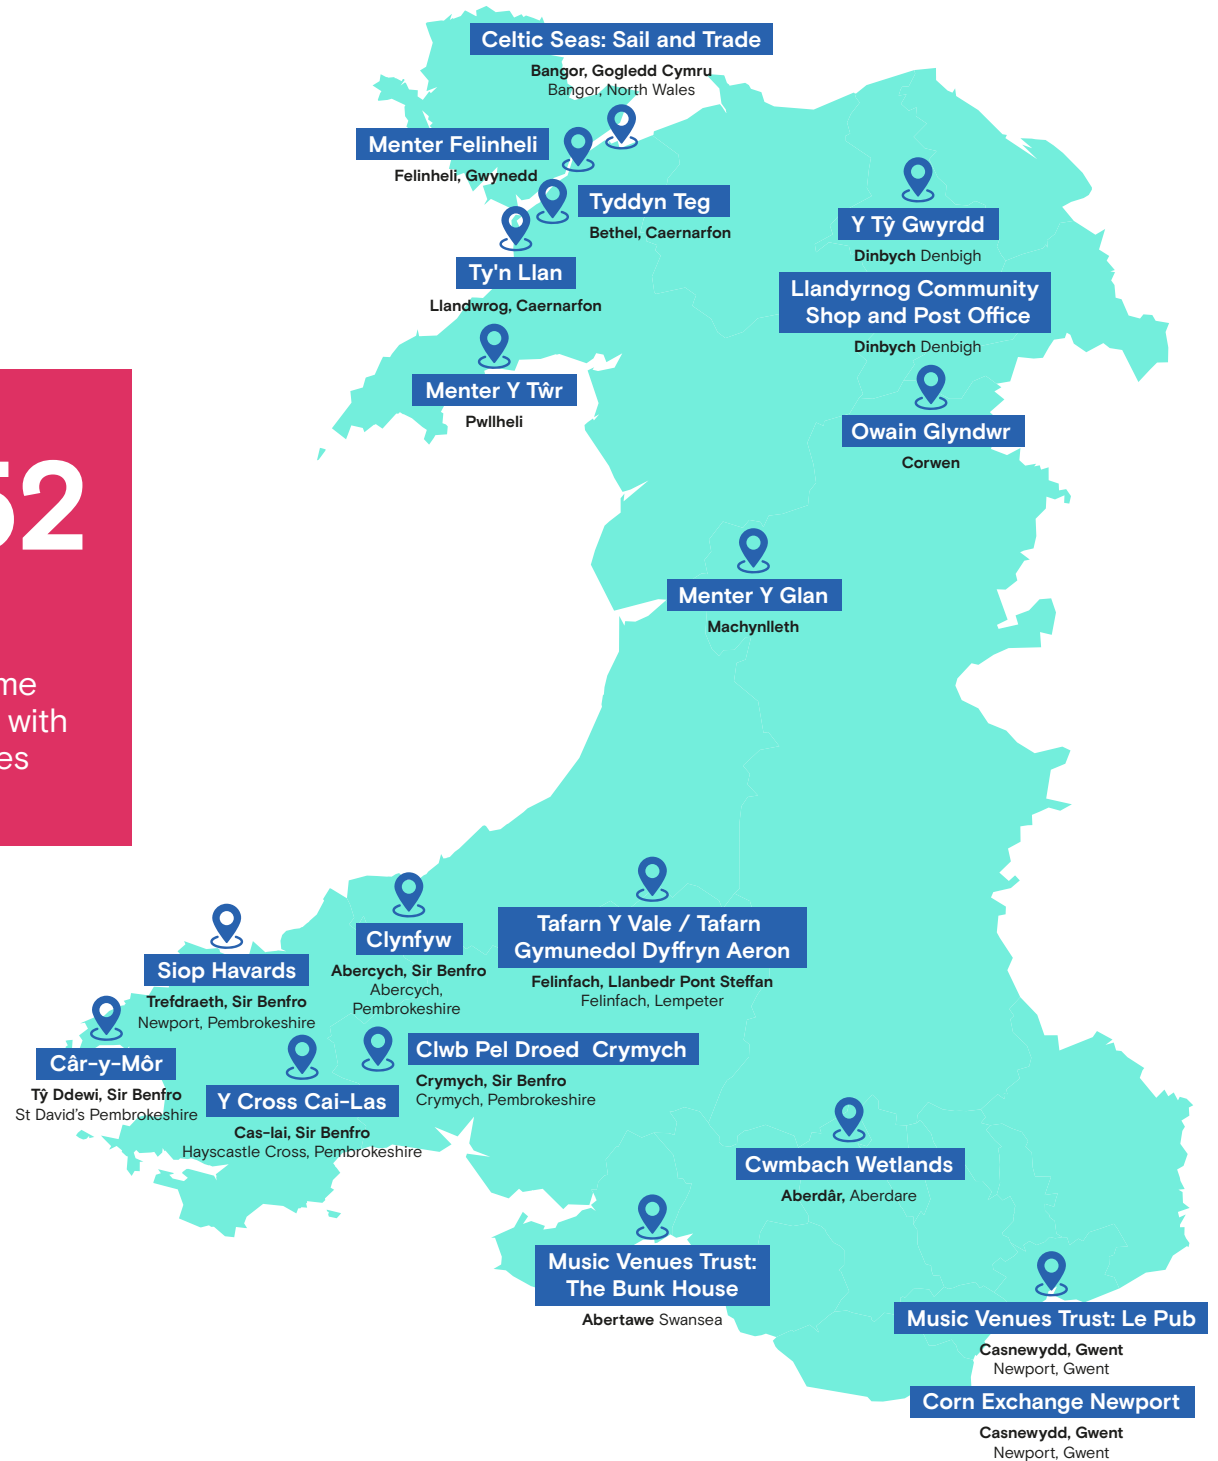 Celtic Seas: Sail and Trade
Bangor, Gogledd Cymru
Bangor, North Wales
Menter Felinheli
Felinheli, Gwynedd
Tyddyn Teg
Bethel, Caernarfon
Y Tŷ Gwyrdd
Dinbych Denbigh
Ty'n Llan
Llandwrog, Caernarfon
Llandyrnog Community
Shop and Post Office
Dinbych Denbigh
Menter Y Tŵr
Pwllheli
Owain Glyndwr
Corwen
52
me
with
es
Menter Y Glan
Machynlleth
Tafarn Y Vale / Tafarn
Gymunedol Dyffryn Aeron
Felinfach, Llanbedr Pont Steffan
Felinfach, Lempeter
Clynfyw
Abercych, Sir Benfro
Abercych,
Pembrokeshire
Siop Havards
Trefdraeth, Sir Benfro
Newport, Pembrokeshire
Câr-y-Môr
Tŷ Ddewi, Sir Benfro
St David's Pembrokeshire
Clwb Pel Droed  Crymych
Crymych, Sir Benfro
Crymych, Pembrokeshire
Y Cross Cai-Las
Cas-lai, Sir Benfro
Hayscastle Cross, Pembrokeshire
Cwmbach Wetlands
Aberdâr, Aberdare
Music Venues Trust:
The Bunk House
Abertawe Swansea
Music Venues Trust: Le Pub
Casnewydd, Gwent
Newport, Gwent
Corn Exchange Newport
Casnewydd, Gwent
Newport, Gwent